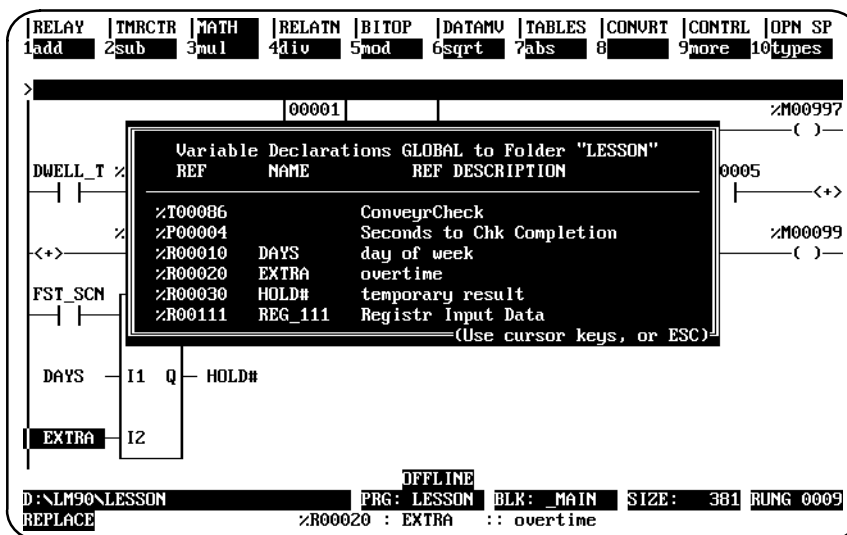 RELAY |TMRCTR |MATH |RELATN |BITOP |DATAMV |TABLES |CONVRT |CONTRL |OPN SP
1add 2sub 3mul 4div 5mod 6sqrt 7abs 8 9more 10types
>
00001 %M00997
( )
Variable Declarations GLOBAL to Folder "LESSON"
DWELL_T % REF NAME REF DESCRIPTION 0005
<+>
%T00086 ConveyrCheck
% %P00004 Seconds to Chk Completion %M00099
<+> %R00010 DAYS day of week ( )
%R00020 EXTRA overtime
FST_SCN %R00030 HOLD# temporary result
%R00111 REG_111 Registr Input Data
(Use cursor keys, or ESC)
DAYS I1 Q HOLD#
EXTRA I2
OFFLINE
D:\LM90\LESSON PRG: LESSON BLK: _MAIN SIZE: 381 RUNG 0009
REPLACE %R00020 : EXTRA :: overtime